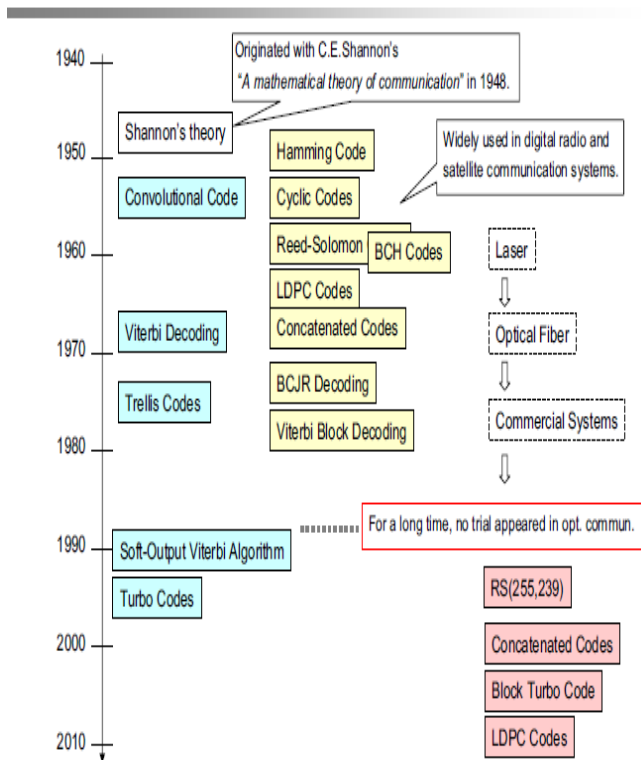 Originated with C.E.Shannon's
"A mathematical theory of communication" in 1948.
1940
Shannon's theory
Hamming Code
Widely used in digital radio and
satellite communication systems.
1950
Convolutional Code
Cyclic Codes
Reed-Solomon
BCH Codes
Laser
1960
LDPC Codes
Viterbi Decoding
Concatenated Codes
Optical Fiber
1970
BCJR Decoding
Trellis Codes
Commercial Systems
Viterbi Block Decoding
1980
For a long time, no trial appeared in opt. commun.
1990
Soft-Output Viterbi Algorithm
RS(255,239)
Turbo Codes
2000
Concatenated Codes
Block Turbo Code
LDPC Codes
2010